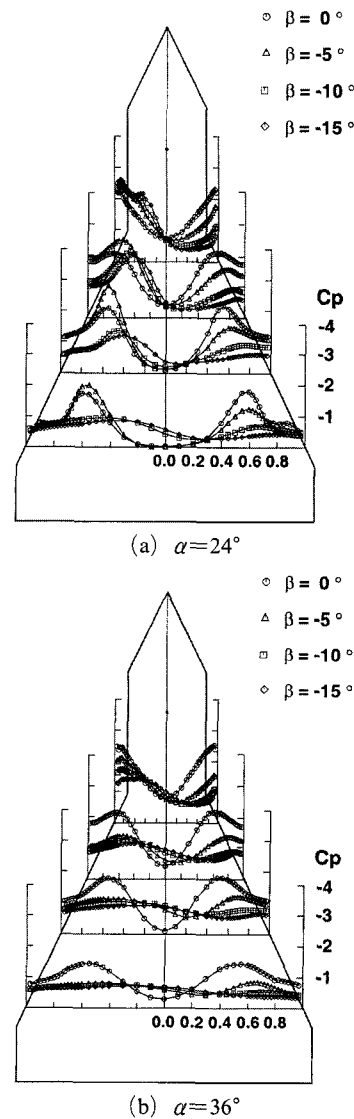 β = 0 °
β = -5 °
β = -10 °
β = -15 °
Cp
-4
-3
-2
-1
0.0 0.2 0.4 0.6 0.8
(a) α=24°
β = 0 °
β = -5 °
β = -10 °
β = -15 °
Cp
-4
-3
-2
-1
0.0 0.2 0.4 0.6 0.8
(b) α=36°